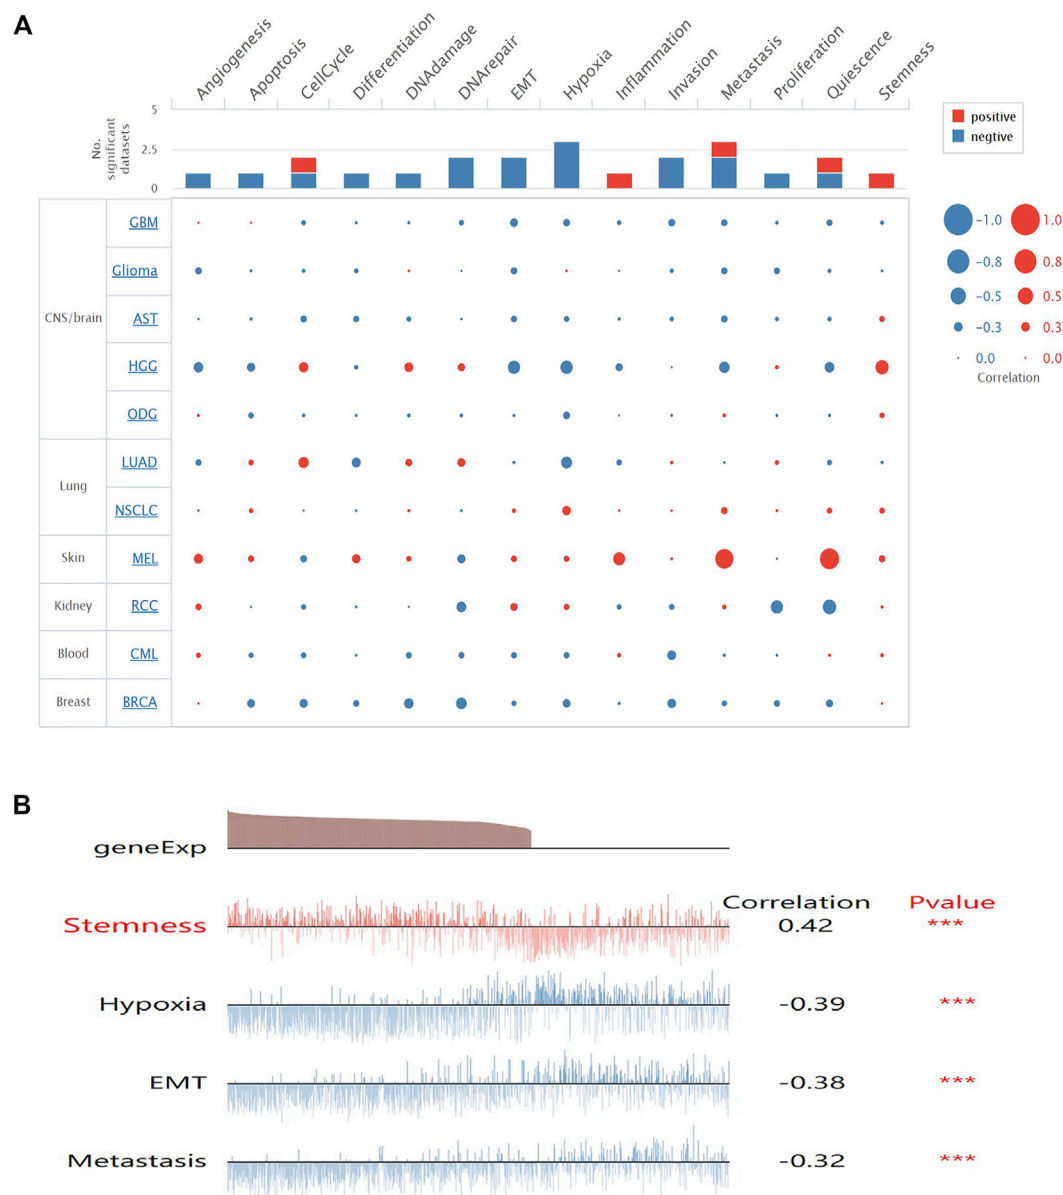 A
Angiogenesis Apoptosis CellCycle Differentiation DNAdamage DNArepair EMT Hypoxia Inflammation Invasion Metastasis Proliferation Quiescence Stemness
No.
significant
datasets
5
2.5
0
positive
negtive
-1.0 1.0
-0.8 0.8
-0.5 0.5
-0.3 0.3
0.0 0.0
Correlation
CNS/brain
GBM
Glioma
AST
HGG
ODG
Lung
LUAD
NSCLC
Skin MEL
Kidney RCC
Blood CML
Breast BRCA
B
geneExp
Correlation Pvalue
Stemness 0.42 ***
Hypoxia -0.39 ***
EMT -0.38 ***
Metastasis -0.32 ***